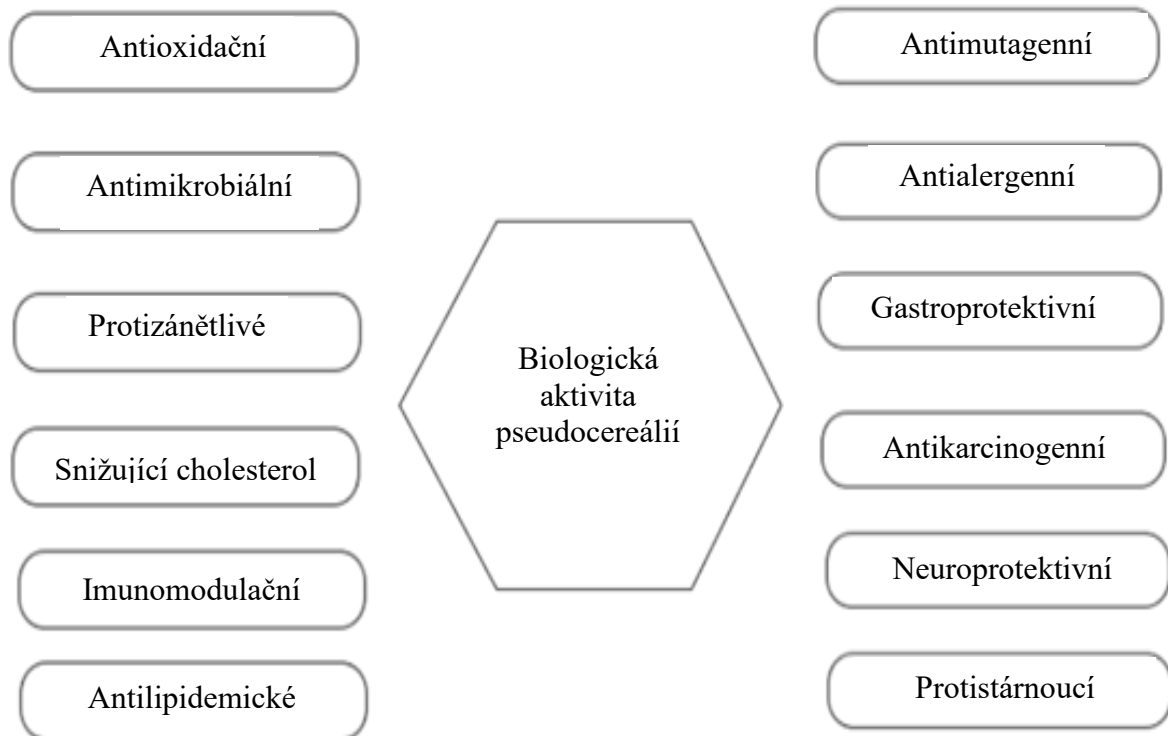 Antioxidační
Antimikrobiální
Protizánětlivé
Snižující cholesterol
Imunomodulační
Antilipidemické
Biologická
aktivita
pseudocereálií
Antimutagenní
Antialergenní
Gastroprotektivní
Antikarcinogenní
Neuroprotektivní
Protistárnoucí